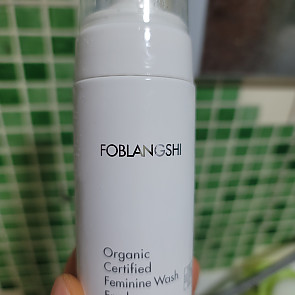 FOBLANGSHI
Organic
Certified
Feminine Wash